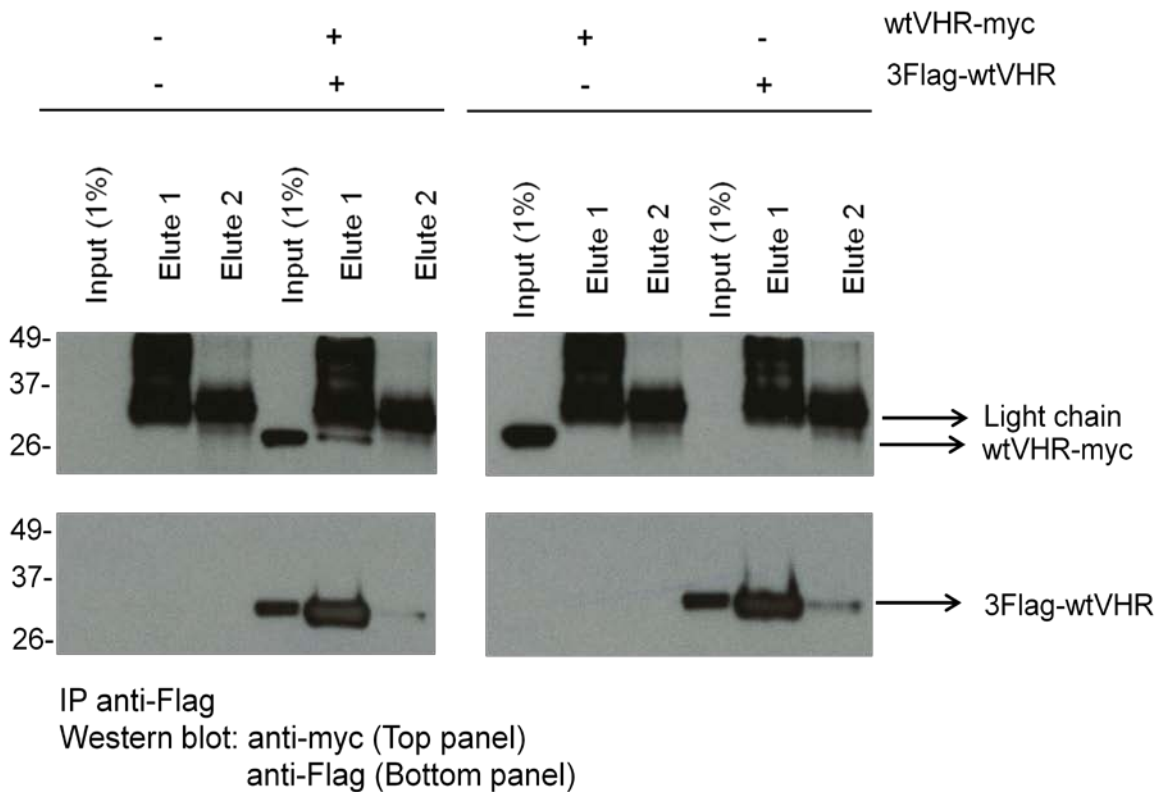 - + + - wtVHR-myc
- + - + 3Flag-wtVHR
Input (1%) Elute 1 Elute 2 Input (1%) Elute 1 Elute 2 Input (1%) Elute 1 Elute 2 Input (1%) Elute 1 Elute 2
49-
37-
26-
Light chain
wtVHR-myc
49-
37-
26-
3Flag-wtVHR
IP anti-Flag
Western blot: anti-myc (Top panel)
anti-Flag (Bottom panel)